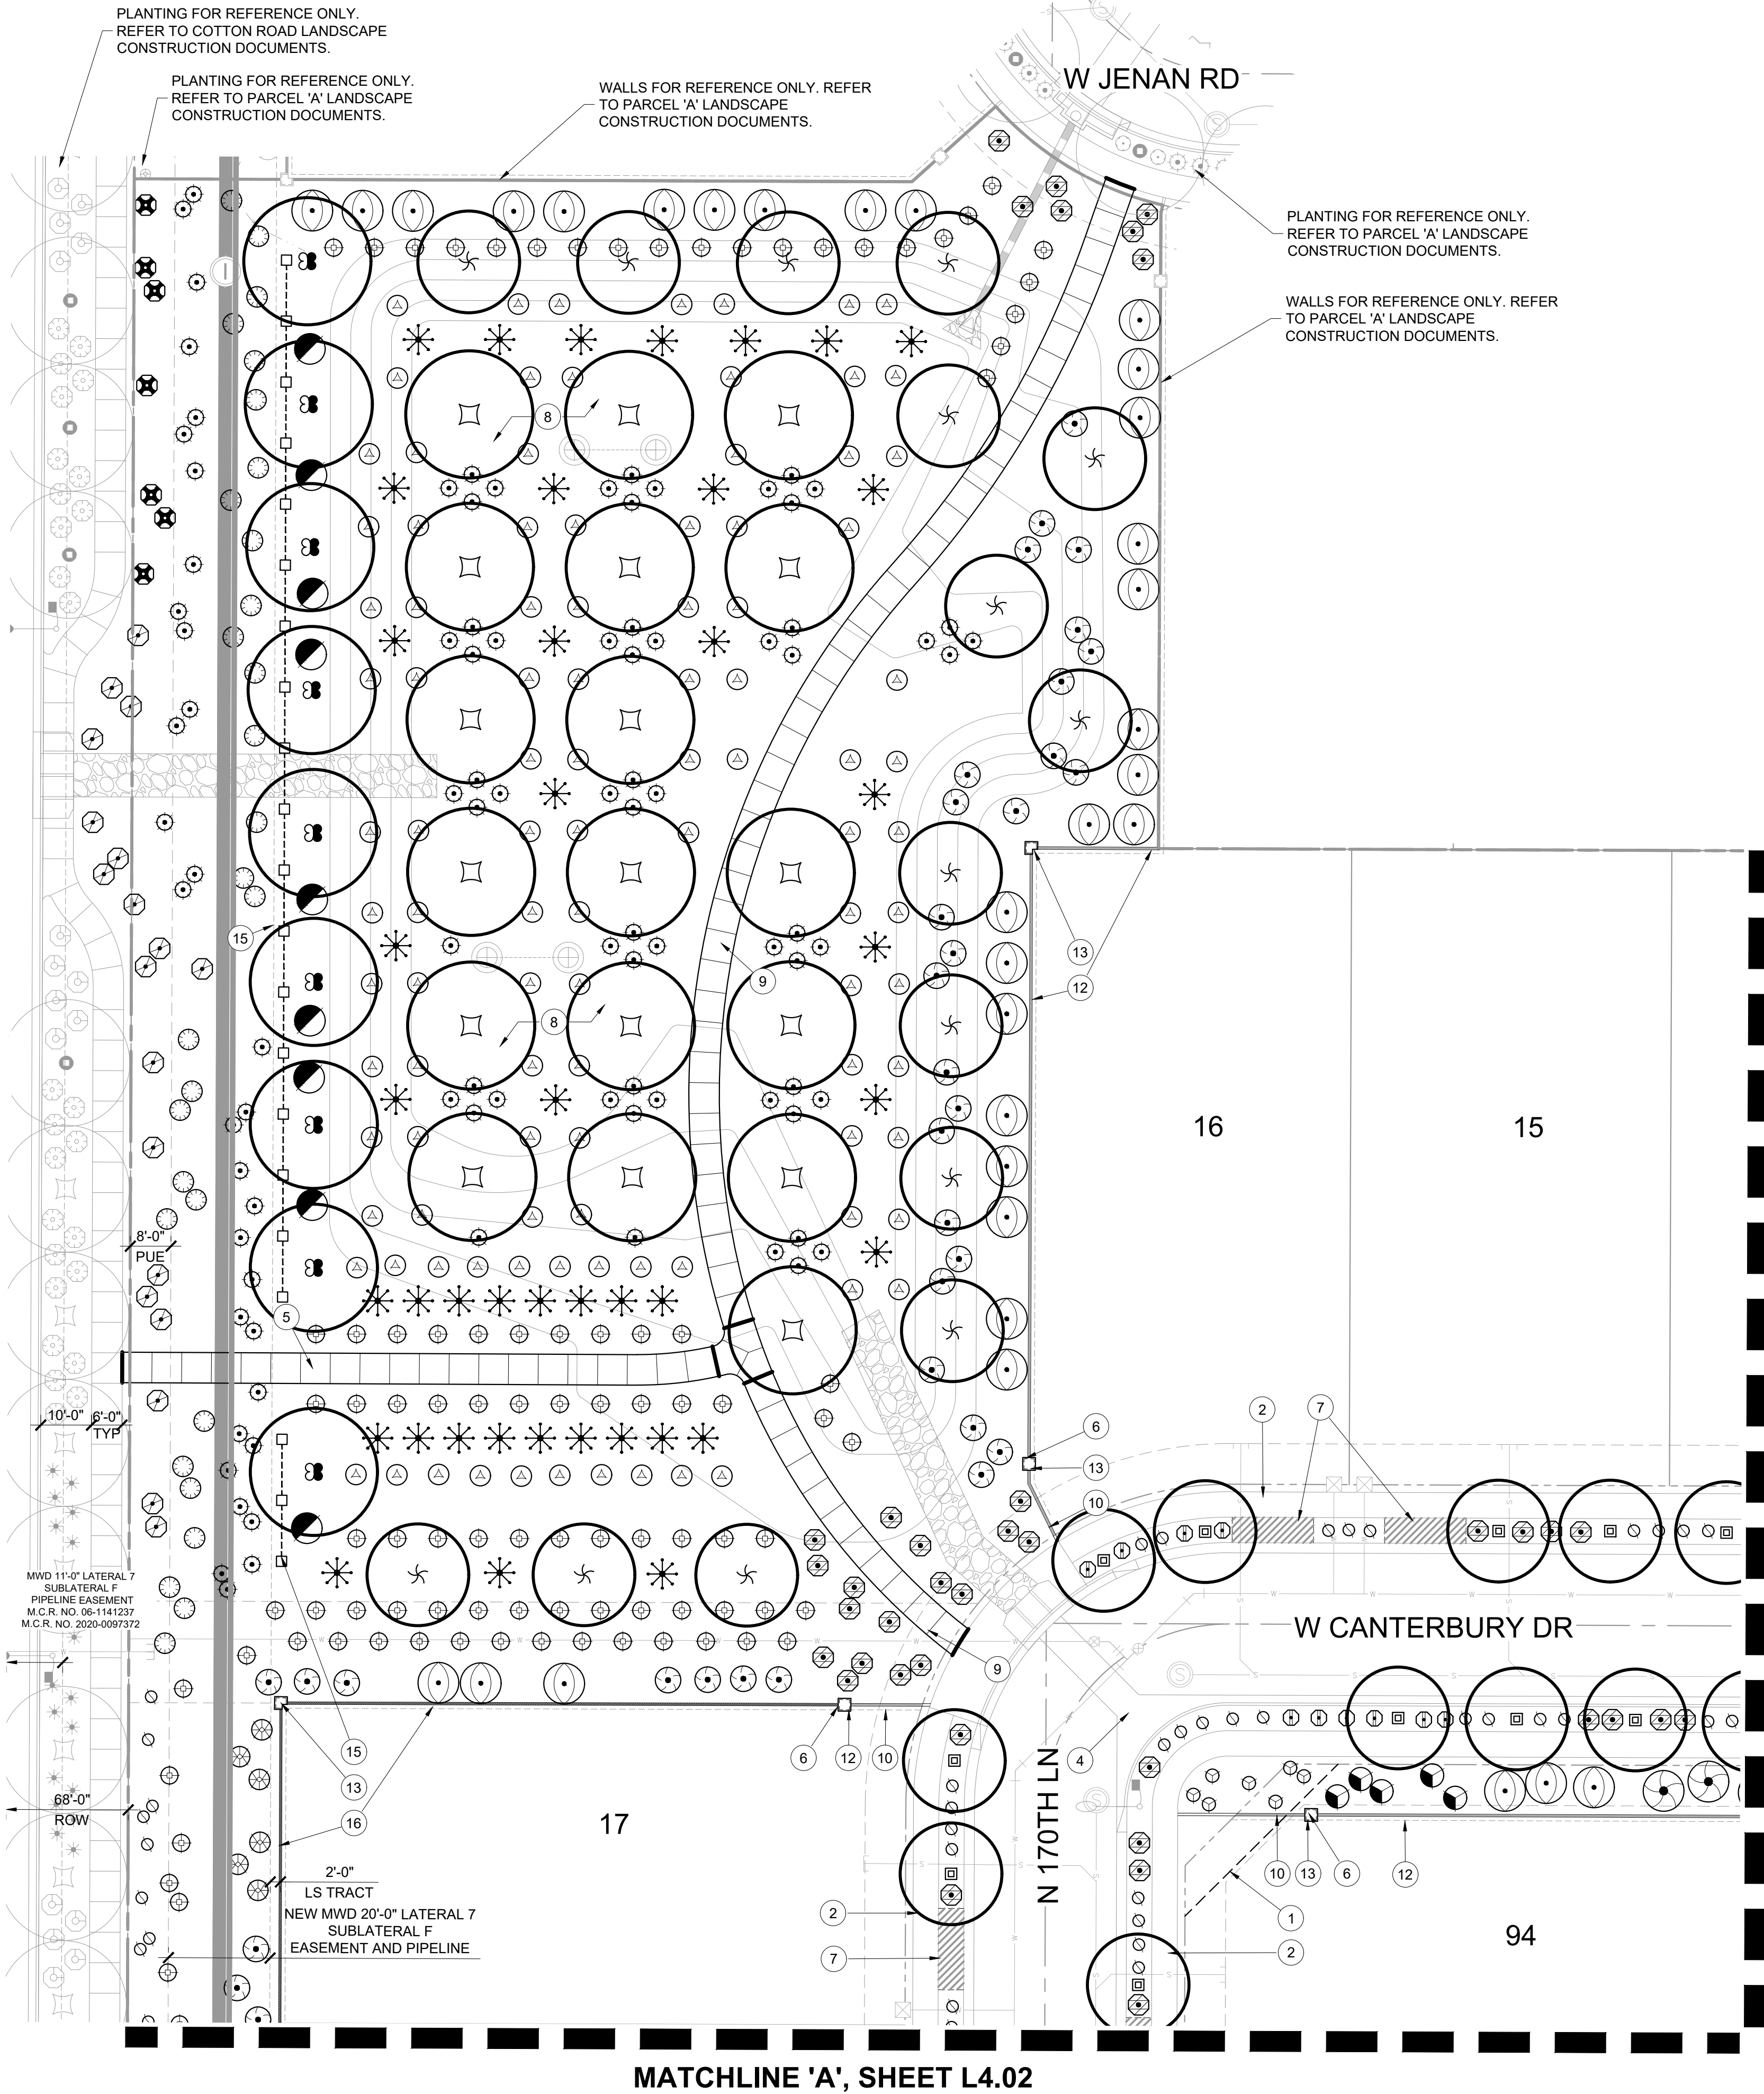 PLANTING FOR REFERENCE ONLY.
REFER TO COTTON ROAD LANDSCAPE
CONSTRUCTION DOCUMENTS.
PLANTING FOR REFERENCE ONLY.
REFER TO PARCEL 'A' LANDSCAPE
CONSTRUCTION DOCUMENTS.
WALLS FOR REFERENCE ONLY. REFER
TO PARCEL 'A' LANDSCAPE
CONSTRUCTION DOCUMENTS.
W JENAN RD
PLANTING FOR REFERENCE ONLY.
REFER TO PARCEL 'A' LANDSCAPE
CONSTRUCTION DOCUMENTS.
WALLS FOR REFERENCE ONLY. REFER
TO PARCEL 'A' LANDSCAPE
CONSTRUCTION DOCUMENTS.
8
15
13
9
12
8
16
15
8'-0"
PUE
5
10'-0"
6'-0"
TYP
2
7
6
13
10
MWD 11'-0" LATERAL 7
SUBLATERAL F
PIPELINE EASEMENT
M.C.R. NO. 06-1141237
M.C.R. NO. 2020-0097372
W CANTERBURY DR
9
15
6
12
10
4
13
68'-0"
ROW
16
17
N 170TH LN
2'-0"
LS TRACT
10
13
6
12
NEW MWD 20'-0" LATERAL 7
SUBLATERAL F
EASEMENT AND PIPELINE
2
1
7
2
94
MATCHLINE 'A', SHEET L4.02